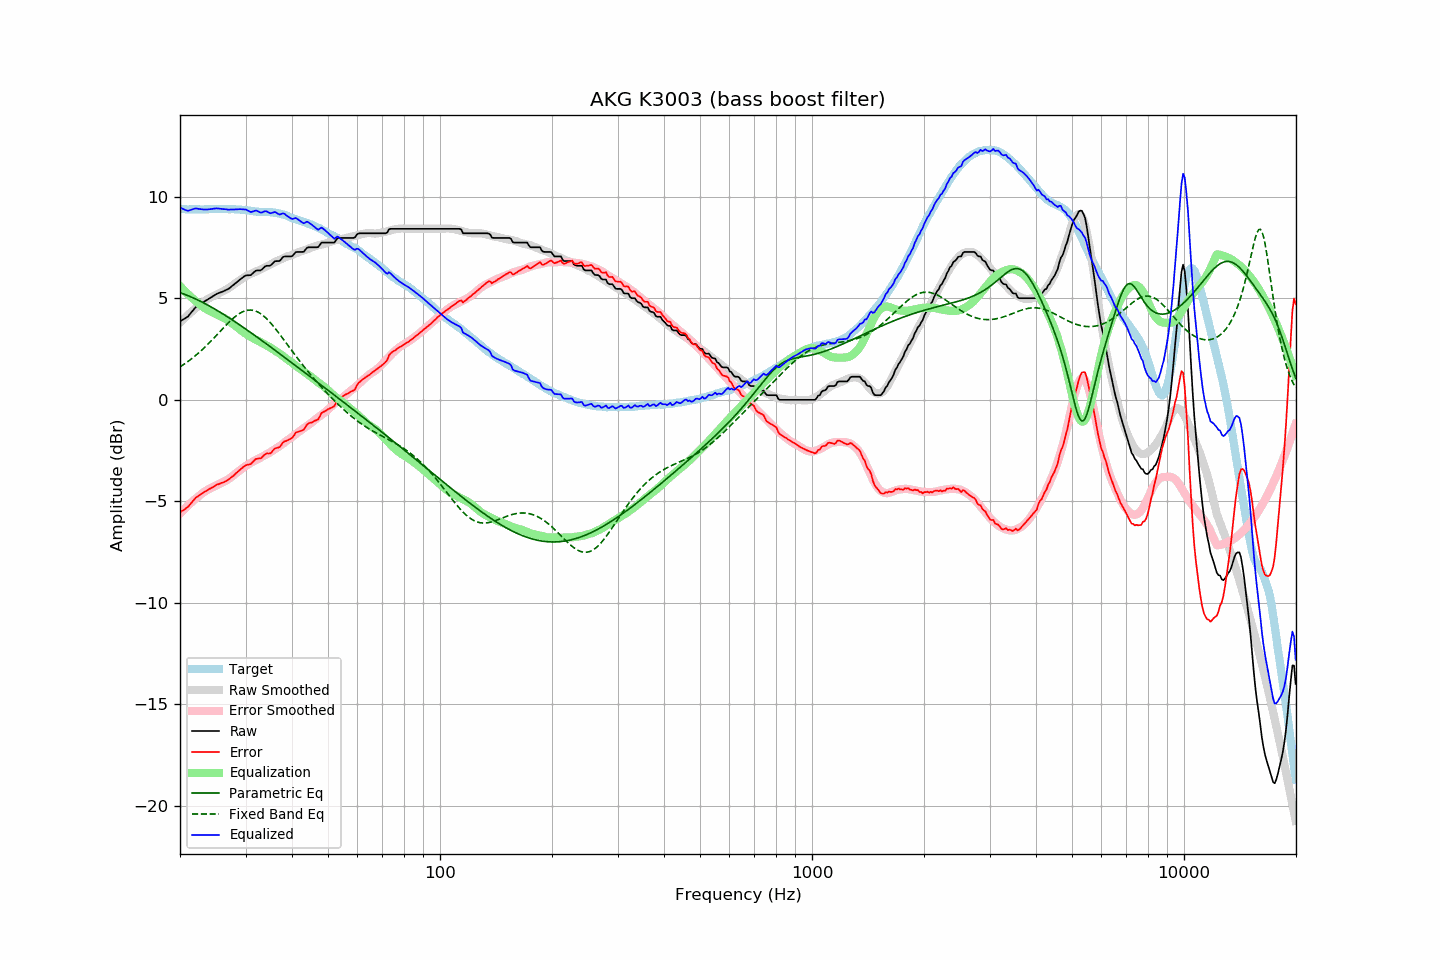 AKG K3003 (bass boost filter)
Amplitude (dBr)
10
5
0
−5
−10
−15
−20
Target
Raw Smoothed
Error Smoothed
Raw
Error
Equalization
Parametric Eq
Fixed Band Eq
Equalized
100
1000
10000
Frequency (Hz)